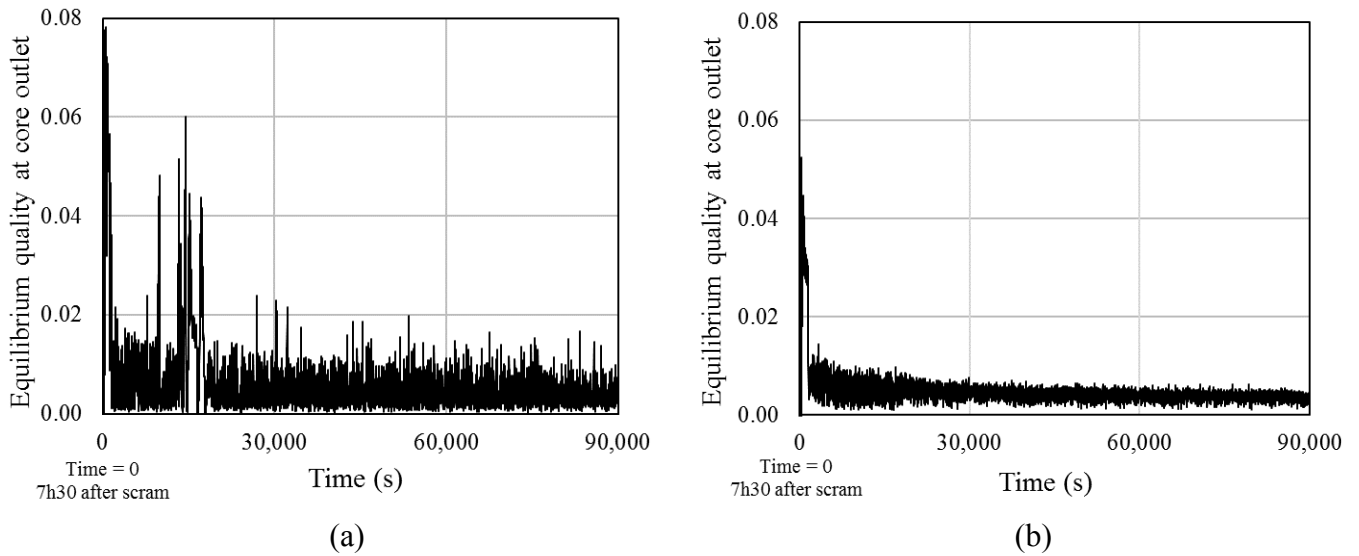 Equilibrium quality at core outlet
0.08
0.06
0.04
0.02
0.00
0
30,000
60,000
90,000
Time = 0
7h30 after scram
Time (s)
(a)
Equilibrium quality at core outlet
0.08
0.06
0.04
0.02
0.00
0
30,000
60,000
90,000
Time = 0
7h30 after scram
Time (s)
(b)